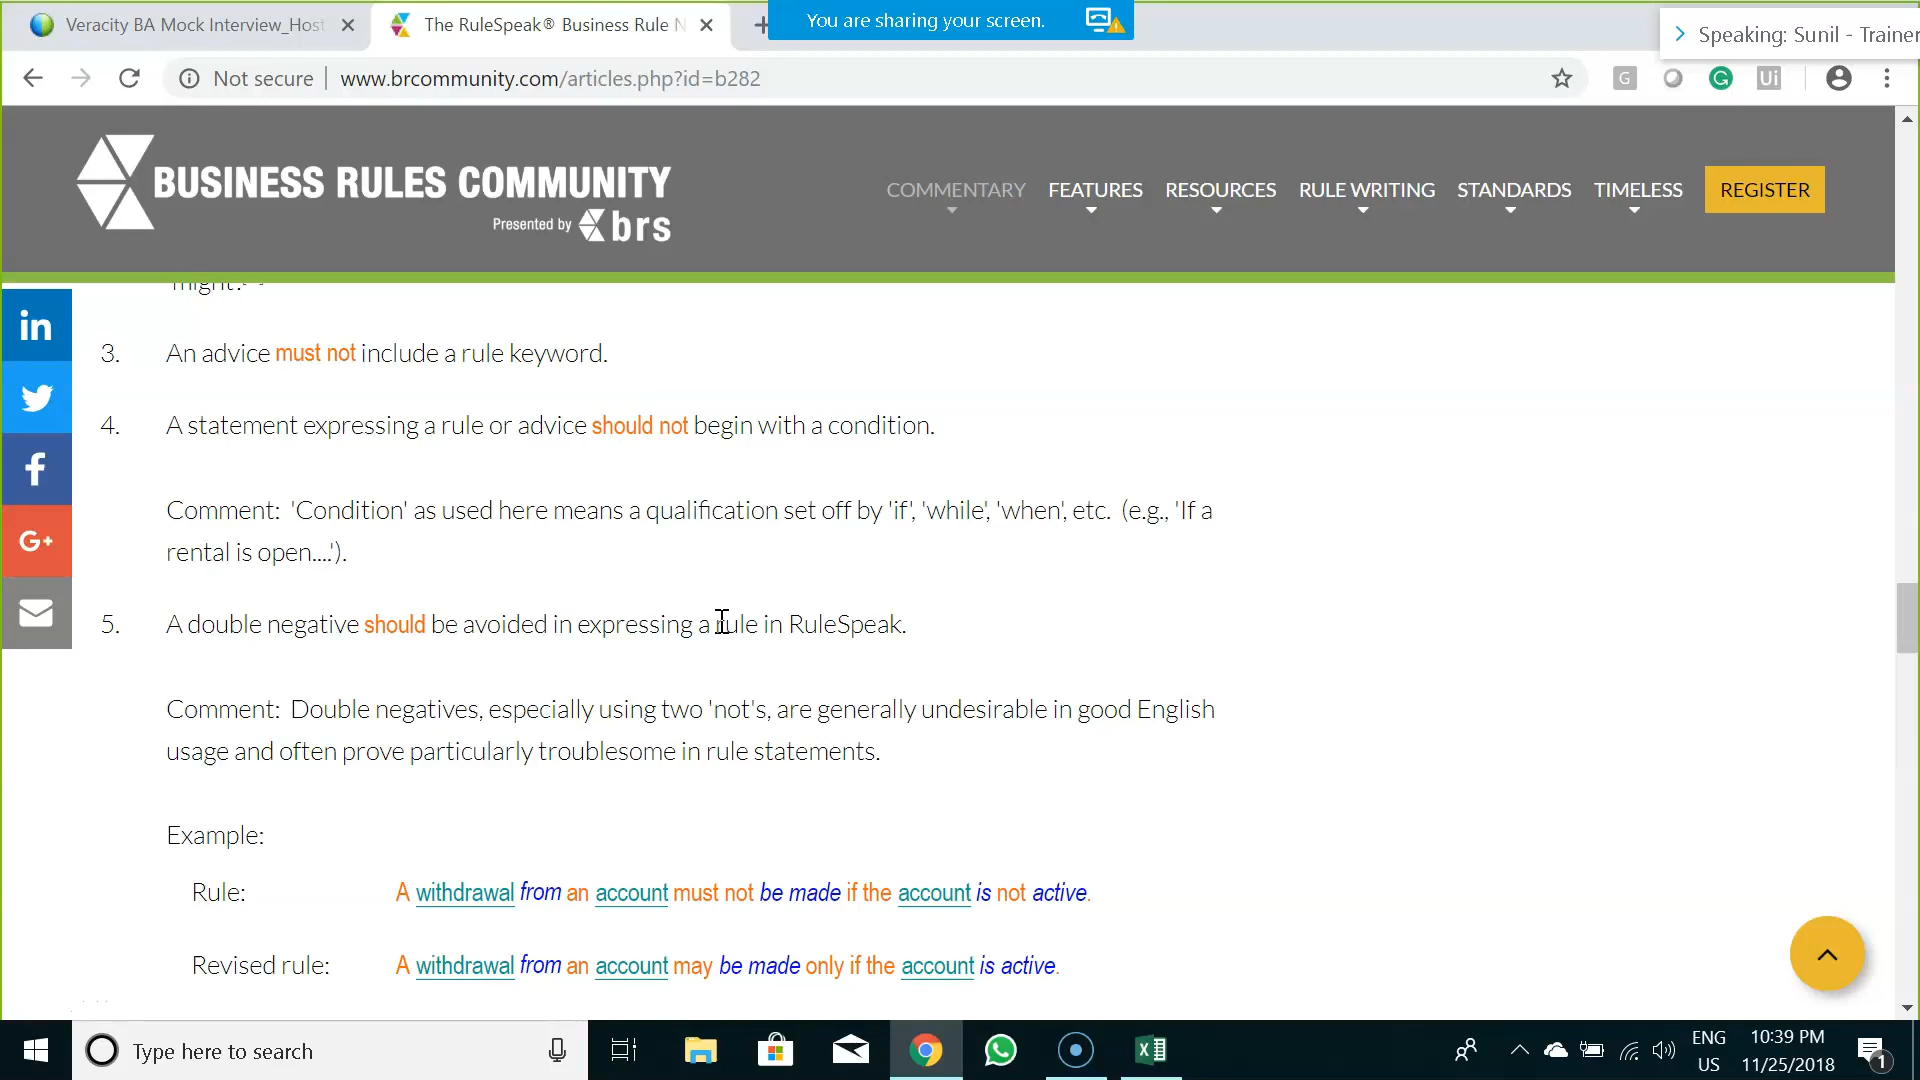 Veracity BA Mock Interview_Host
The RuleSpeak® Business Rule N
You are sharing your screen.
Speaking: Sunil - Trainer
Not secure
www.brcommunity.com/articles.php?id=b282
BUSINESS RULES COMMUNITY
Presented by brs
COMMENTARY
FEATURES
RESOURCES
RULE WRITING
STANDARDS
TIMELESS
REGISTER
3. An advice must not include a rule keyword.
4. A statement expressing a rule or advice should not begin with a condition.
Comment: 'Condition' as used here means a qualification set off by 'if', 'while', 'when', etc. (e.g., 'If a
rental is open....').
5. A double negative should be avoided in expressing a rule in RuleSpeak.
Comment: Double negatives, especially using two 'not's, are generally undesirable in good English
usage and often prove particularly troublesome in rule statements.
Example:
Rule: A withdrawal from an account must not be made if the account is not active.
Revised rule: A withdrawal from an account may be made only if the account is active.
in
f
G+
Type here to search
ENG
US
10:39 PM
11/25/2018
1